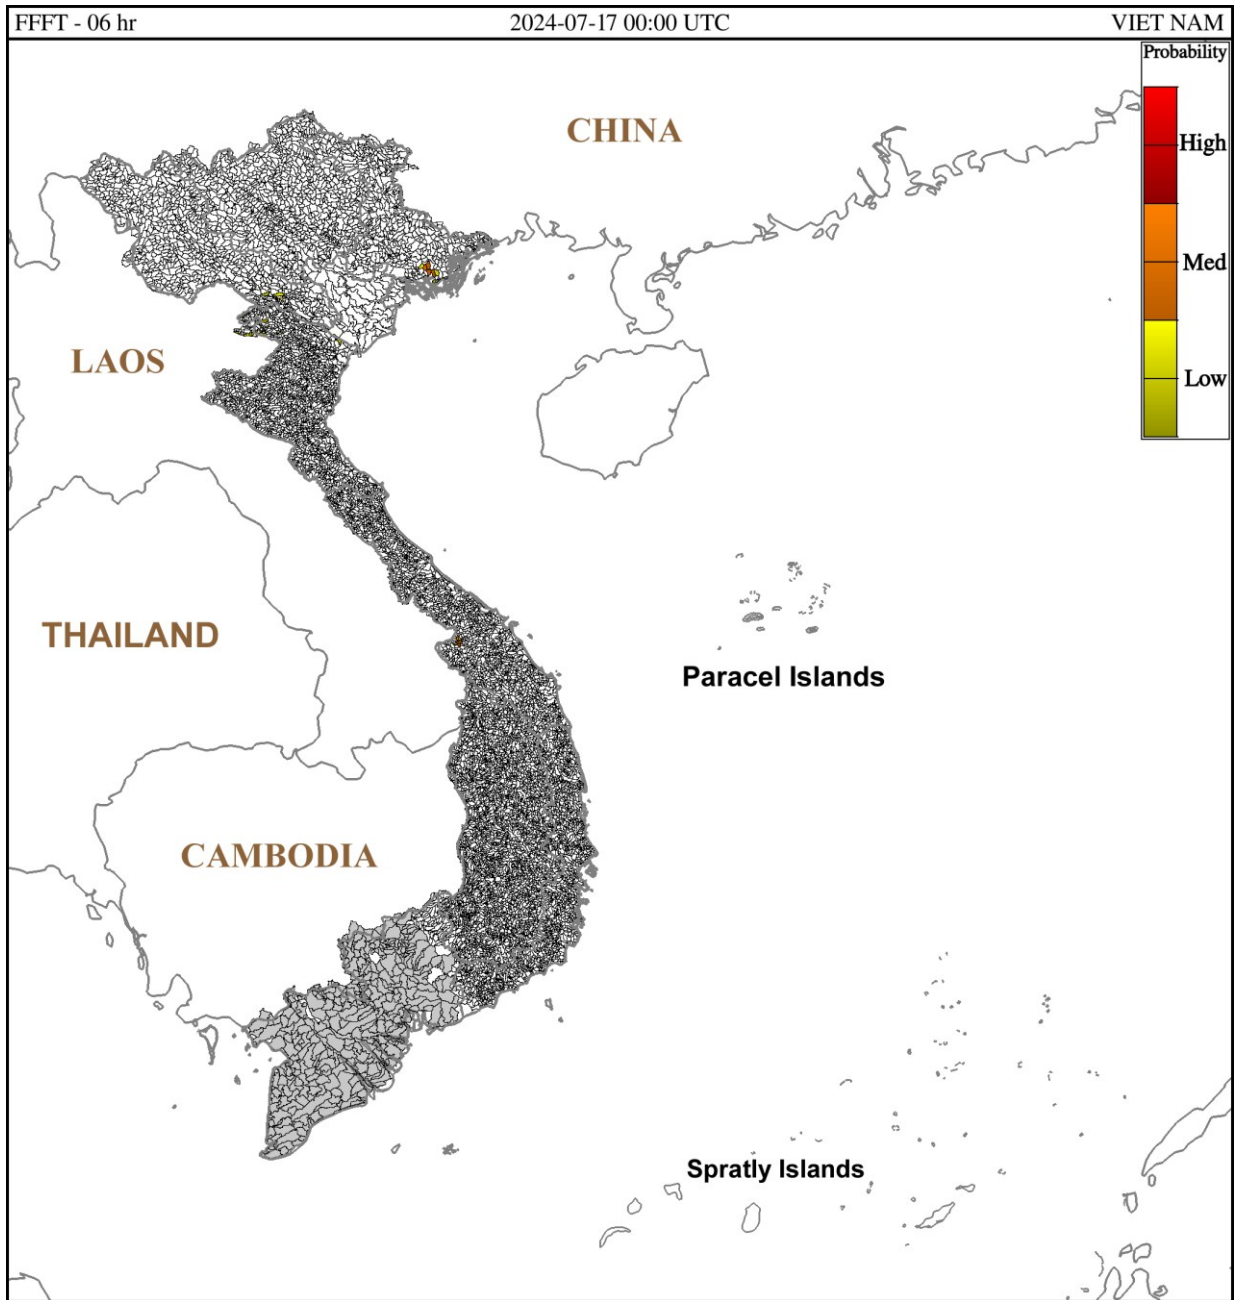 FFFT - 06 hr 2024-07-17 00:00 UTC VIET NAM
Probability
CHINA
High
Med
LAOS
Low
THAILAND
Paracel Islands
CAMBODIA
Spratly Islands